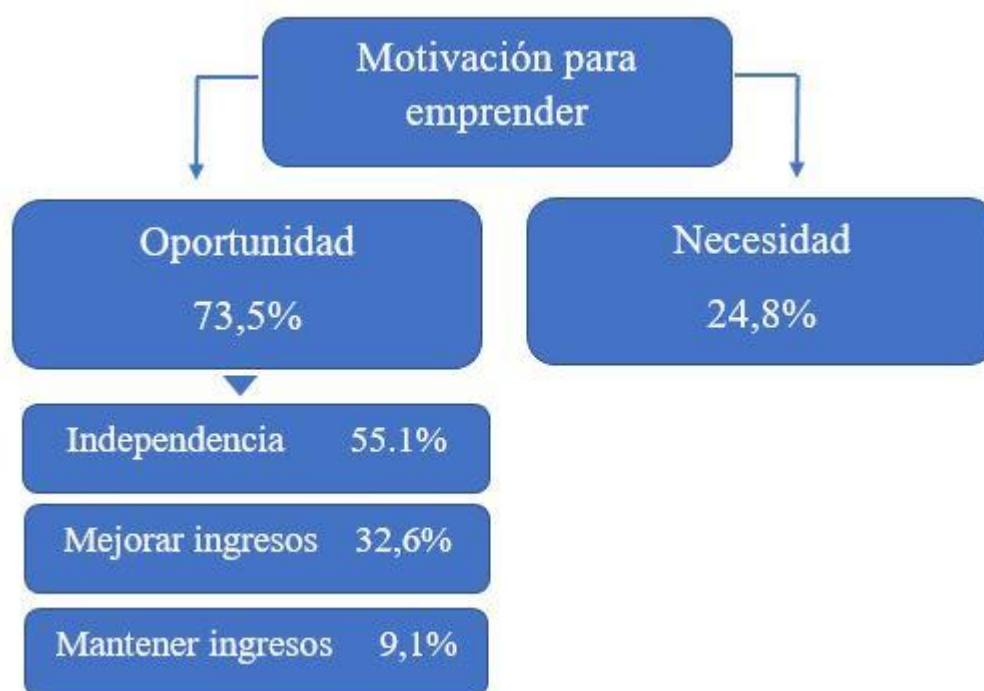 Motivación para
emprender
Oportunidad
73,5%
Necesidad
24,8%
Independencia 55.1%
Mejorar ingresos 32,6%
Mantener ingresos 9,1%